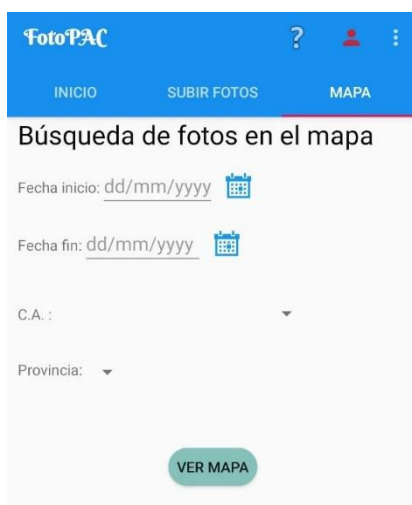 FotoPAC ?
INICIO SUBIR FOTOS MAPA
Búsqueda de fotos en el mapa
Fecha inicio: dd/mm/yyyy
Fecha fin: dd/mm/yyyy
C.A. :
Provincia:
VER MAPA